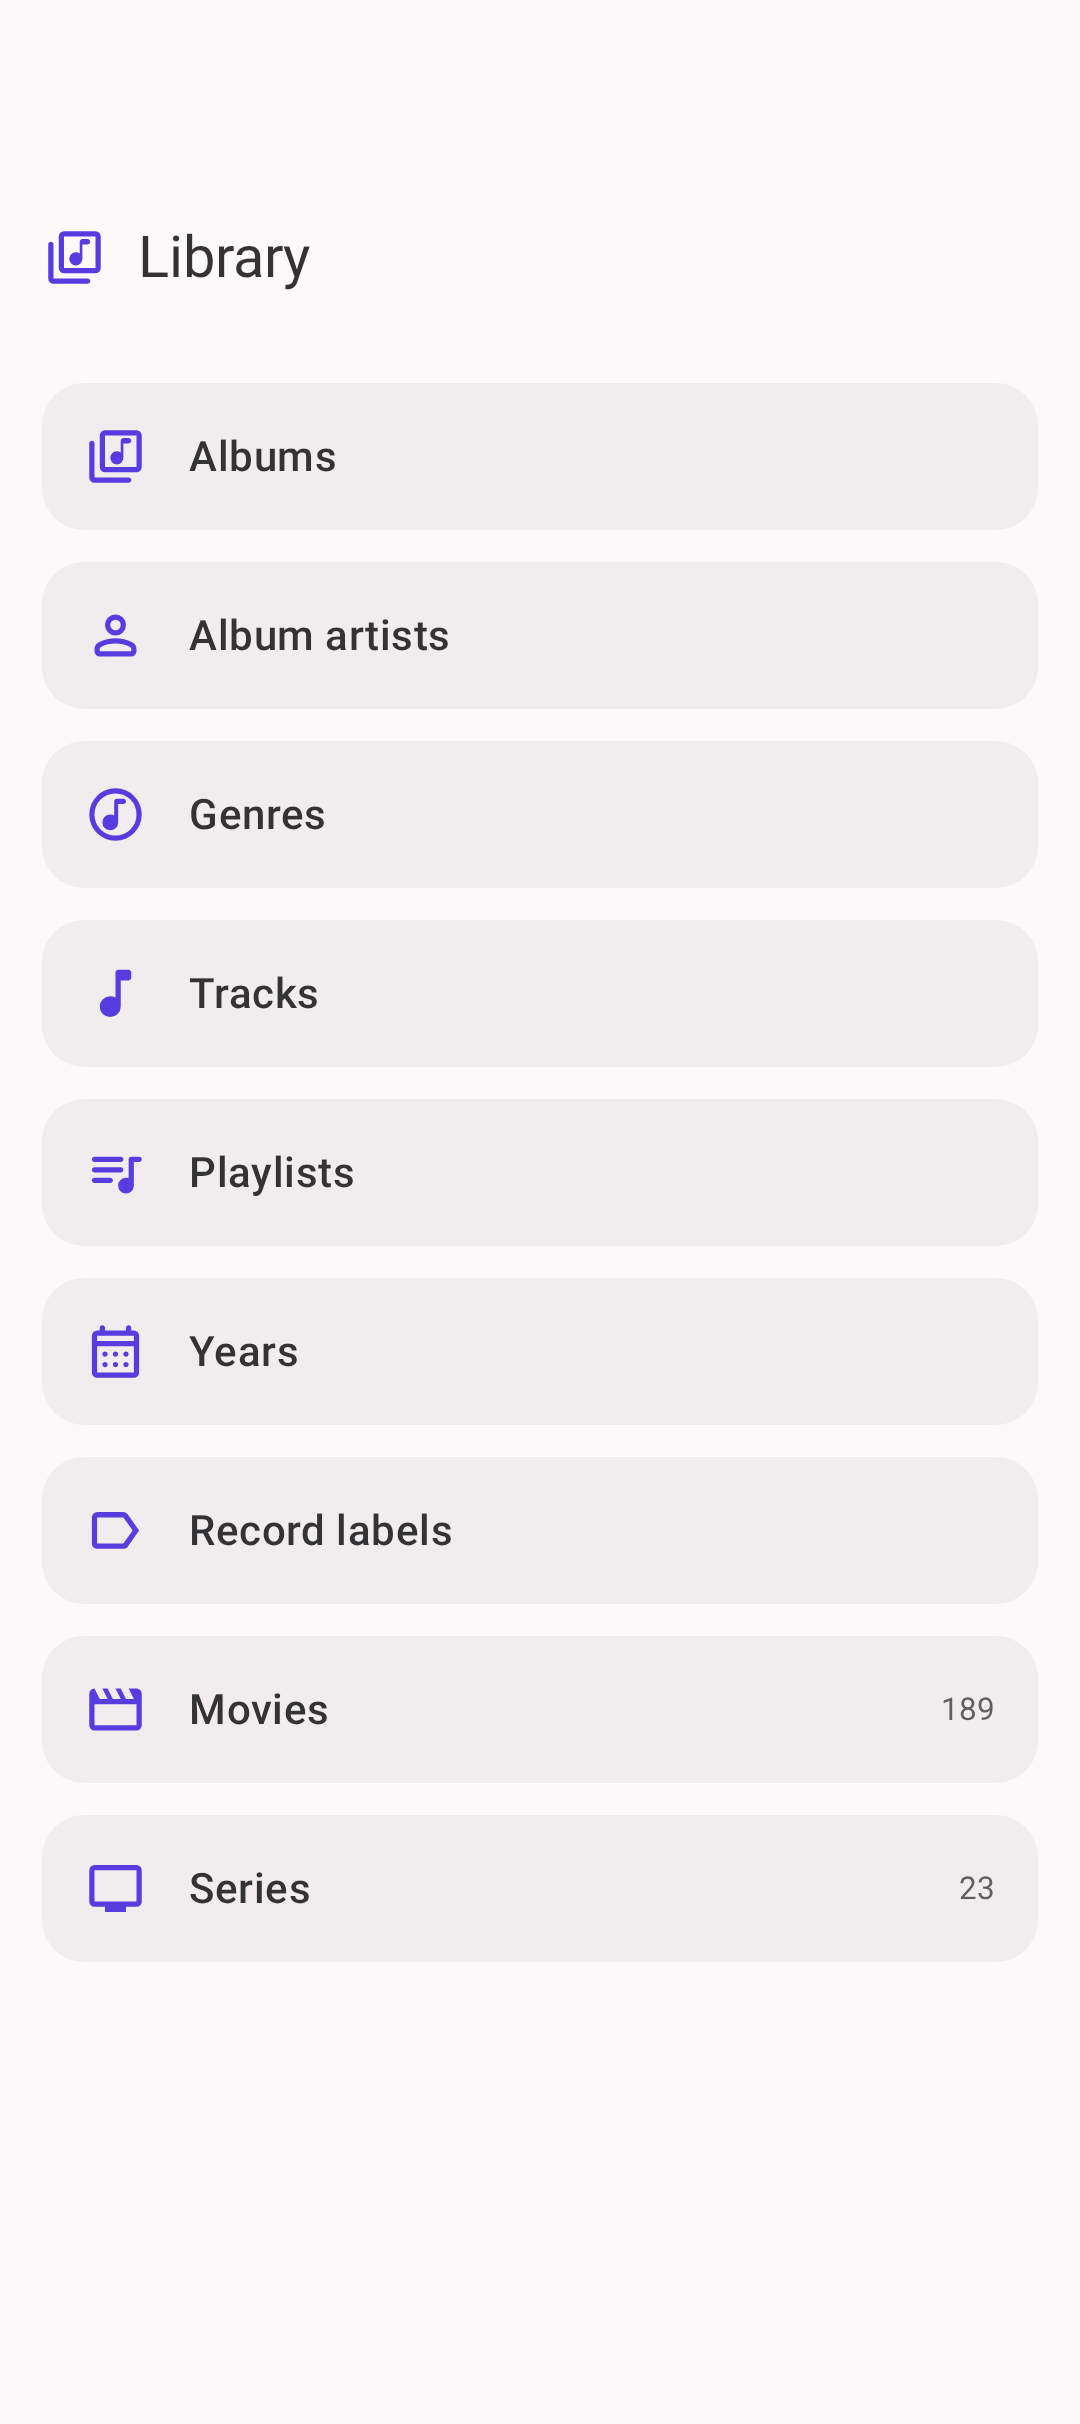 Library
Albums
Album artists
Genres
Tracks
Playlists
Years
Record labels
Movies 189
Series 23